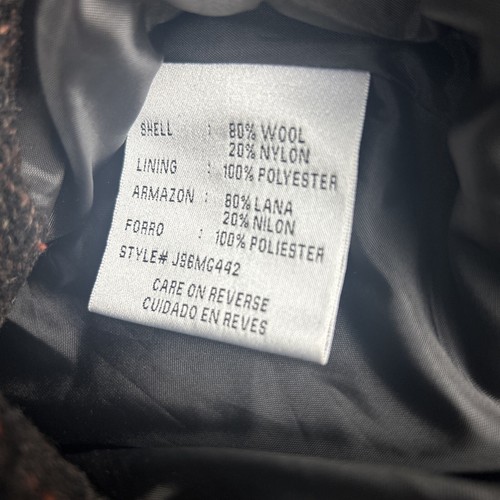 SHELL : 80% WOOL
20% NYLON
LINING : 100% POLYESTER
ARMAZON : 80% LANA
20% NILON
FORRO : 100% POLIESTER
STYLE# J96MG442
CARE ON REVERSE
CUIDADO EN REVES